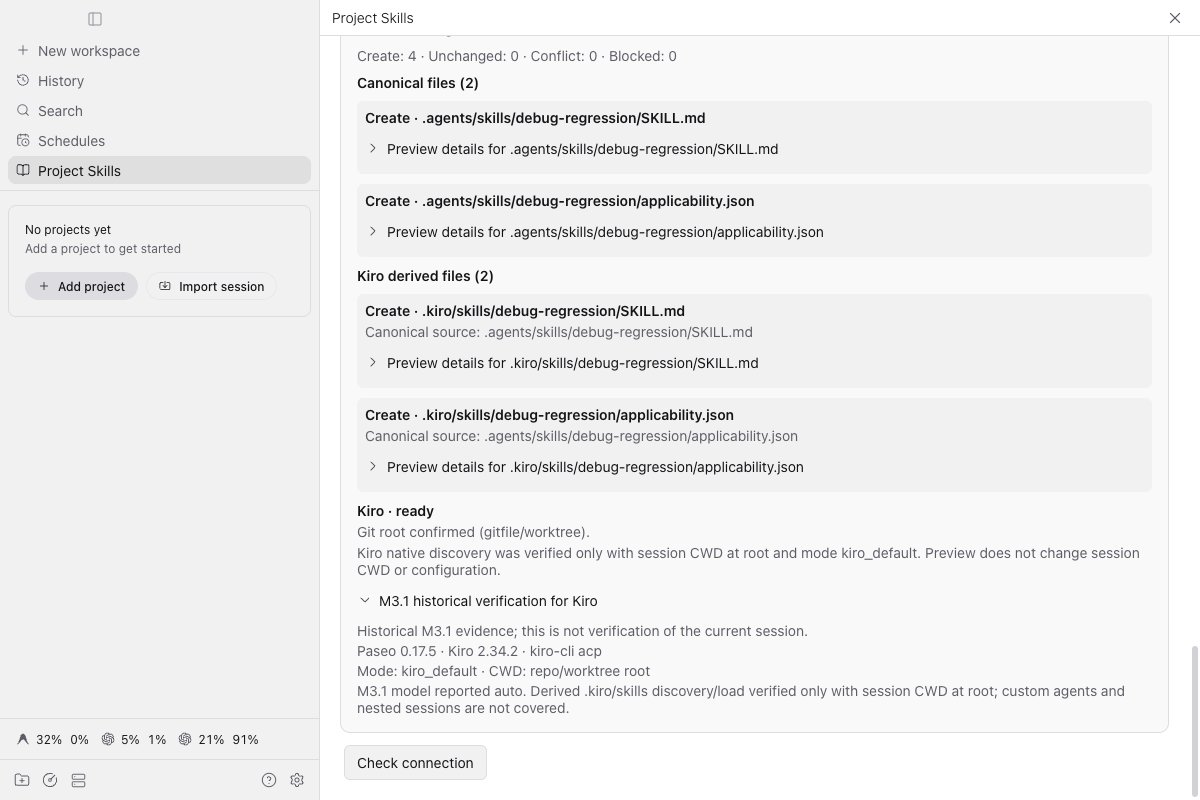 Project Skills
New workspace
History
Search
Schedules
Project Skills
No projects yet
Add a project to get started
Add project
Import session
32% 0% 5% 1% 21% 91%
Create: 4 · Unchanged: 0 · Conflict: 0 · Blocked: 0
Canonical files (2)
Create · .agents/skills/debug-regression/SKILL.md
Preview details for .agents/skills/debug-regression/SKILL.md
Create · .agents/skills/debug-regression/applicability.json
Preview details for .agents/skills/debug-regression/applicability.json
Kiro derived files (2)
Create · .kiro/skills/debug-regression/SKILL.md
Canonical source: .agents/skills/debug-regression/SKILL.md
Preview details for .kiro/skills/debug-regression/SKILL.md
Create · .kiro/skills/debug-regression/applicability.json
Canonical source: .agents/skills/debug-regression/applicability.json
Preview details for .kiro/skills/debug-regression/applicability.json
Kiro · ready
Git root confirmed (gitfile/worktree).
Kiro native discovery was verified only with session CWD at root and mode kiro_default. Preview does not change session
CWD or configuration.
M3.1 historical verification for Kiro
Historical M3.1 evidence; this is not verification of the current session.
Paseo 0.17.5 · Kiro 2.34.2 · kiro-cli acp
Mode: kiro_default · CWD: repo/worktree root
M3.1 model reported auto. Derived .kiro/skills discovery/load verified only with session CWD at root; custom agents and
nested sessions are not covered.
Check connection